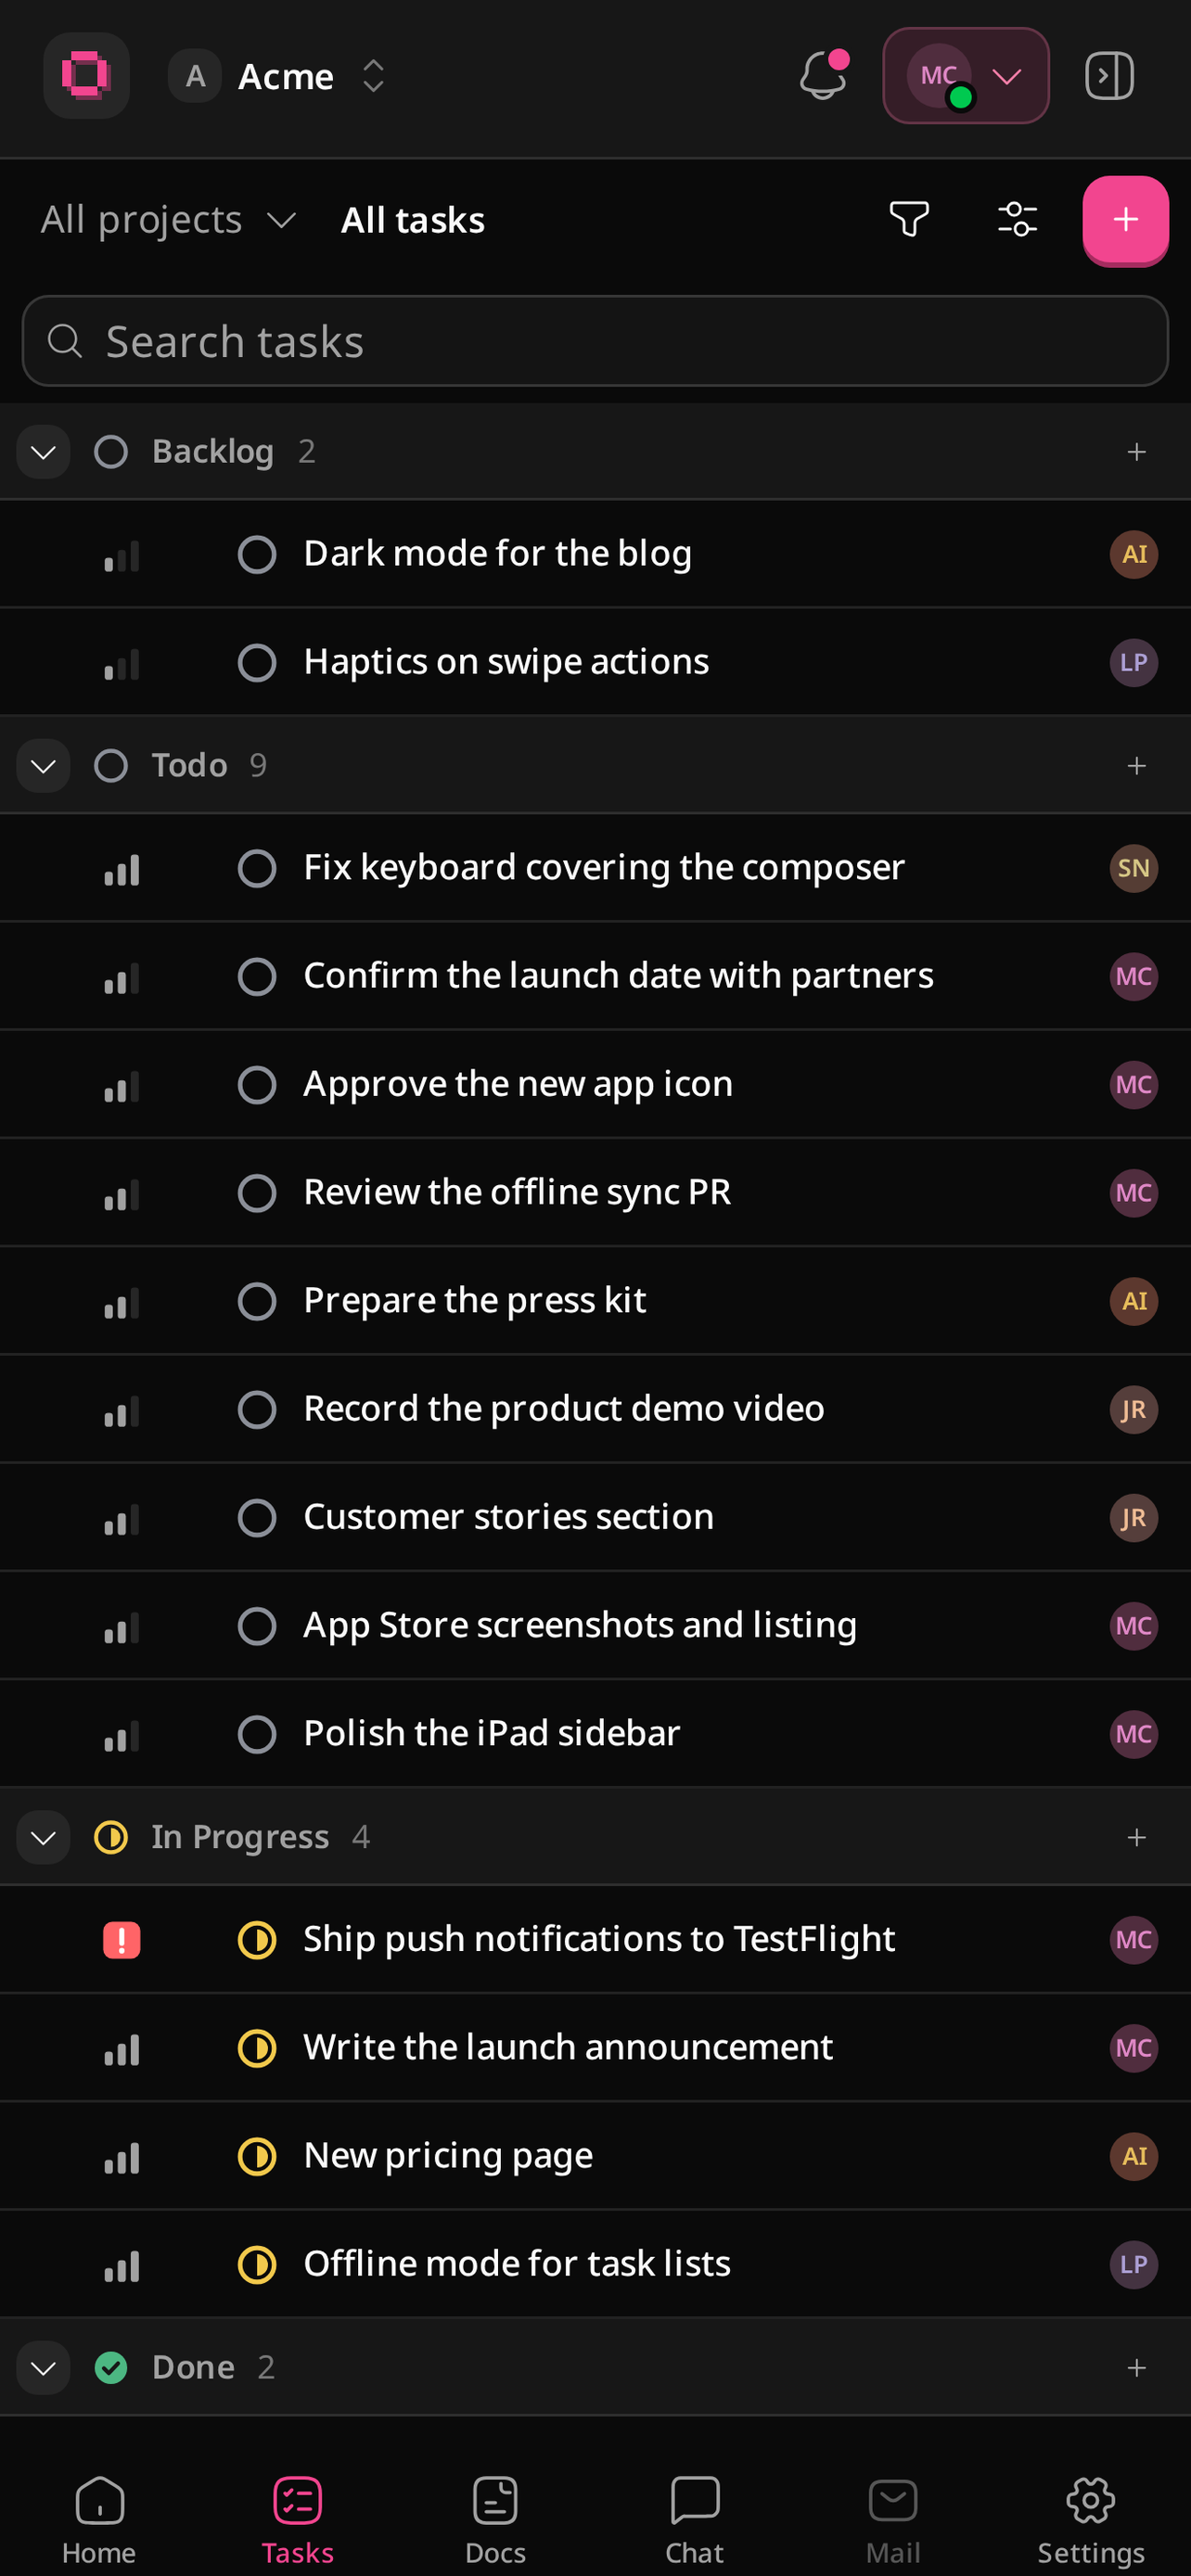 A Acme MC
All projects All tasks
Search tasks
Backlog 2
Dark mode for the blog AI
Haptics on swipe actions LP
Todo 9
Fix keyboard covering the composer SN
Confirm the launch date with partners MC
Approve the new app icon MC
Review the offline sync PR MC
Prepare the press kit AI
Record the product demo video JR
Customer stories section JR
App Store screenshots and listing MC
Polish the iPad sidebar MC
In Progress 4
Ship push notifications to TestFlight MC
Write the launch announcement MC
New pricing page AI
Offline mode for task lists LP
Done 2
Home Tasks Docs Chat Mail Settings